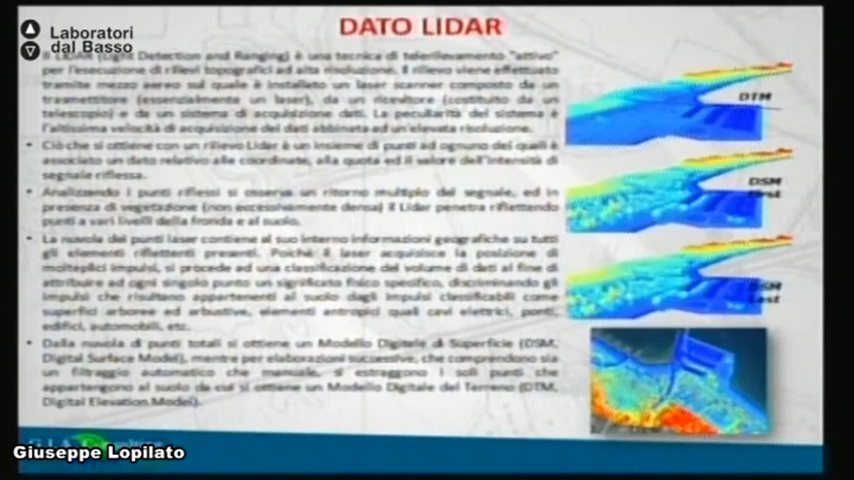 Laboratori
dal Basso
DATO LIDAR
Il LIDAR (Light Detection and Ranging) è una tecnica di telerilevamento "attivo"
per l'esecuzione di rilievi topografici ad alta risoluzione. Il rilievo viene effettuato
tramite mezzo aereo sul quale è installato un laser scanner composto da un
trasmettitore (essenzialmente un laser), da un ricevitore (costituito da un
telescopio) e da un sistema di acquisizione dati. La peculiarità del sistema è
l'altissima velocità di acquisizione dei dati abbinata ad un'elevata risoluzione.
• Ciò che si ottiene con un rilievo Lidar è un insieme di punti ad ognuno dei quali è
associato un dato relativo alle coordinate, alla quota ed il valore dell'intensità di
segnale riflessa.
• Analizzando i punti riflessi si osserva un ritorno multiplo del segnale, ed in
presenza di vegetazione (non eccessivamente densa) il Lidar penetra riflettendo
punti a vari livelli della fronda e al suolo.
• La nuvola dei punti laser contiene al suo interno informazioni geografiche su tutti
gli elementi riflettenti presenti. Poiché il laser acquisisce la posizione di
molteplici impulsi, si procede ad una classificazione del volume di dati al fine di
attribuire ad ogni singolo punto un significato fisico specifico, discriminando gli
impulsi che risultano appartenenti al suolo dagli impulsi classificabili come
superfici arboree ed arbustive, elementi antropici quali cavi elettrici, ponti,
edifici, automobili, etc.
• Dalla nuvola di punti totali si ottiene un Modello Digitale di Superficie (DSM,
Digital Surface Model), mentre per elaborazioni successive, che comprendono sia
un filtraggio automatico che manuale, si estraggono i soli punti che
appartengono al suolo da cui si ottiene un Modello Digitale del Terreno (DTM,
Digital Elevation Model).
DTM
DSM
First
DSM
Last
Giuseppe Lopilato